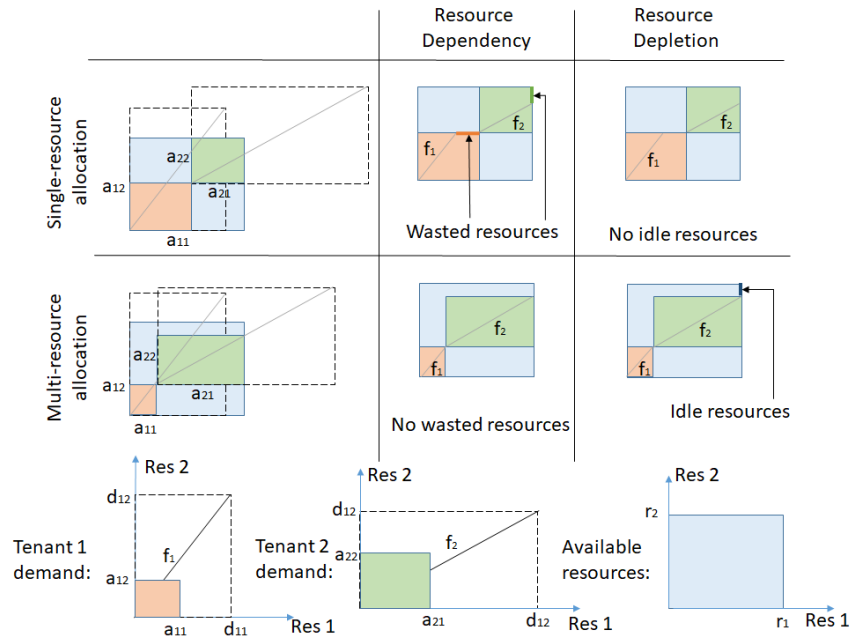 Resource
Dependency
Resource
Depletion
Single-resource
allocation
a22
a12
a21
a11
f1
f2
Wasted resources
f1
f2
No idle resources
Multi-resource
allocation
a22
a12
a21
a11
f1
f2
No wasted resources
f1
f2
Idle resources
Tenant 1
demand:
Res 2
d12
f1
a12
a11
d11
Res 1
Tenant 2
demand:
Res 2
d12
a22
f2
a21
d12
Res 1
Available
resources:
Res 2
r2
r1
Res 1